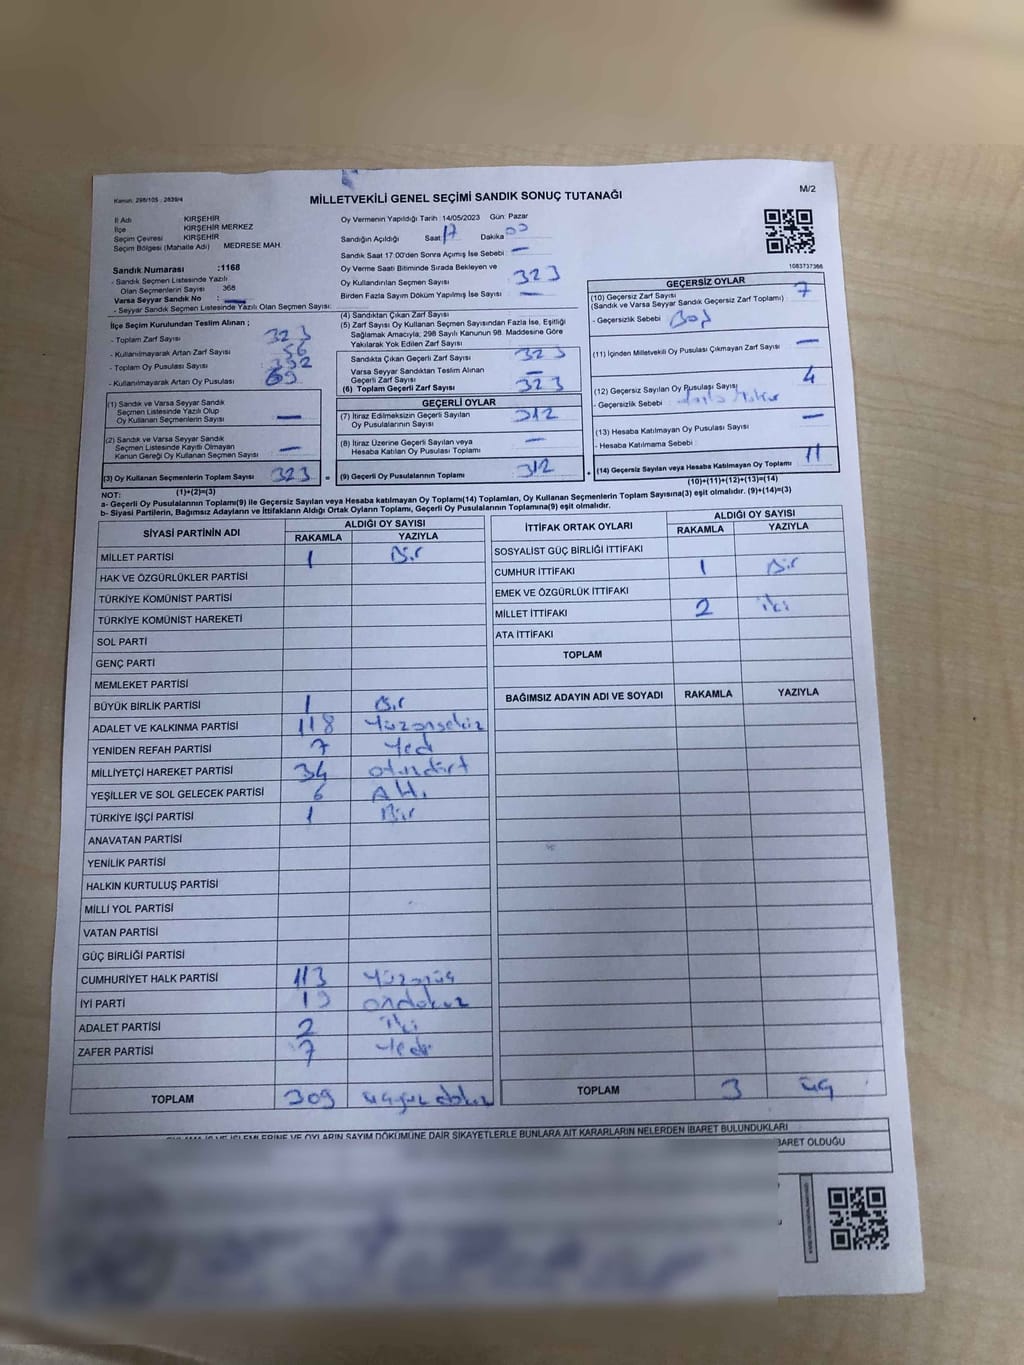 M/2
Kanun: 298/105 - 2839/4
MİLLETVEKİLİ GENEL SEÇİMİ SANDIK SONUÇ TUTANAĞI
İl Adı KIRŞEHİR
İlçe KIRŞEHİR MERKEZ
Seçim Çevresi KIRŞEHİR
Seçim Bölgesi (Mahalle Adı) MEDRESE MAH.
Sandık Numarası :1168
- Sandık Seçmen Listesinde Yazılı
Olan Seçmenlerin Sayısı 368
Varsa Seyyar Sandık No : —
- Seyyar Sandık Seçmen Listesinde Yazılı Olan Seçmen Sayısı:
Oy Vermenin Yapıldığı Tarih :14/05/2023 Gün: Pazar
Sandığın Açıldığı Saat 17 Dakika 00
Sandık Saat 17.00'den Sonra Açımış İse Sebebi : —
Oy Verme Saati Bitiminde Sırada Bekleyen ve
Oy Kullandırılan Seçmen Sayısı : 323
Birden Fazla Sayım Döküm Yapılmış İse Sayısı : —
1083737366
İlçe Seçim Kurulundan Teslim Alınan ;
- Toplam Zarf Sayısı
- Kullanılmayarak Artan Zarf Sayısı 56
- Toplam Oy Pusulası Sayısı
- Kullanılmayarak Artan Oy Pusulası
(1) Sandık ve Varsa Seyyar Sandık
Seçmen Listesinde Yazılı Olup
Oy Kullanan Seçmenlerin Sayısı —
(2) Sandık ve Varsa Seyyar Sandık
Seçmen Listesinde Kayıtlı Olmayan
Kanun Gereği Oy Kullanan Seçmen Sayısı —
(3) Oy Kullanan Seçmenlerin Toplam Sayısı 323
(1)+(2)=(3)
(4) Sandıktan Çıkan Zarf Sayısı
(5) Zarf Sayısı Oy Kullanan Seçmen Sayısından Fazla İse, Eşitliği
Sağlamak Amacıyla; 298 Sayılı Kanunun 98. Maddesine Göre
Yakılarak Yok Edilen Zarf Sayısı
Sandıkta Çıkan Geçerli Zarf Sayısı 323
Varsa Seyyar Sandıktan Teslim Alınan
Geçerli Zarf Sayısı —
(6) Toplam Geçerli Zarf Sayısı 323
GEÇERLİ OYLAR
(7) İtiraz Edilmeksizin Geçerli Sayılan
Oy Pusulalarının Sayısı 312
(8) İtiraz Üzerine Geçerli Sayılan veya
Hesaba Katılan Oy Pusulası Toplamı —
= (9) Geçerli Oy Pusulalarının Toplamı 312
GEÇERSİZ OYLAR
(10) Geçersiz Zarf Sayısı 7
(Sandık ve Varsa Seyyar Sandık Geçersiz Zarf Toplamı)
- Geçersizlik Sebebi : Boş
(11) İçinden Milletvekili Oy Pusulası Çıkmayan Zarf Sayısı —
(12) Geçersiz Sayılan Oy Pusulası Sayısı 4
- Geçersizlik Sebebi :
(13) Hesaba Katılmayan Oy Pusulası Sayısı —
- Hesaba Katılmama Sebebi :
+ (14) Geçersiz Sayılan veya Hesaba Katılmayan Oy Toplamı 11
(10)+(11)+(12)+(13)=(14)
NOT:
a- Geçerli Oy Pusulalarının Toplamı(9) ile Geçersiz Sayılan veya Hesaba katılmayan Oy Toplamı(14) Toplamları, Oy Kullanan Seçmenlerin Toplam Sayısına(3) eşit olmalıdır. (9)+(14)=(3)
b- Siyasi Partilerin, Bağımsız Adayların ve İttifakların Aldığı Ortak Oyların Toplamı, Geçerli Oy Pusulalarının Toplamına(9) eşit olmalıdır.
SİYASİ PARTİNİN ADI ALDIĞI OY SAYISI
RAKAMLA YAZIYLA
MİLLET PARTİSİ 1 Bir
HAK VE ÖZGÜRLÜKLER PARTİSİ
TÜRKİYE KOMÜNİST PARTİSİ
TÜRKİYE KOMÜNİST HAREKETİ
SOL PARTİ
GENÇ PARTİ
MEMLEKET PARTİSİ
BÜYÜK BİRLİK PARTİSİ 1 Bir
ADALET VE KALKINMA PARTİSİ 118 Yüzonsekiz
YENİDEN REFAH PARTİSİ 7 Yedi
MİLLİYETÇİ HAREKET PARTİSİ 34 otuzdört
YEŞİLLER VE SOL GELECEK PARTİSİ 6 Altı
TÜRKİYE İŞÇİ PARTİSİ 1 Bir
ANAVATAN PARTİSİ
YENİLİK PARTİSİ
HALKIN KURTULUŞ PARTİSİ
MİLLİ YOL PARTİSİ
VATAN PARTİSİ
GÜÇ BİRLİĞİ PARTİSİ
CUMHURİYET HALK PARTİSİ 113 Yüzonüç
İYİ PARTİ 19 ondokuz
ADALET PARTİSİ 2 İki
ZAFER PARTİSİ 7 Yedi
TOPLAM 309 üçyüz dokuz
İTTİFAK ORTAK OYLARI ALDIĞI OY SAYISI
RAKAMLA YAZIYLA
SOSYALİST GÜÇ BİRLİĞİ İTTİFAKI
CUMHUR İTTİFAKI 1 Bir
EMEK VE ÖZGÜRLÜK İTTİFAKI
MİLLET İTTİFAKI 2 İki
ATA İTTİFAKI
TOPLAM
BAĞIMSIZ ADAYIN ADI VE SOYADI RAKAMLA YAZIYLA
TOPLAM 3 üç
OYLARIN SAYIM DÖKÜMÜNE DAİR ŞİKAYETLERLE BUNLARA AİT KARARLARIN NELERDEN İBARET BULUNDUKLARI
İBARET OLDUĞU